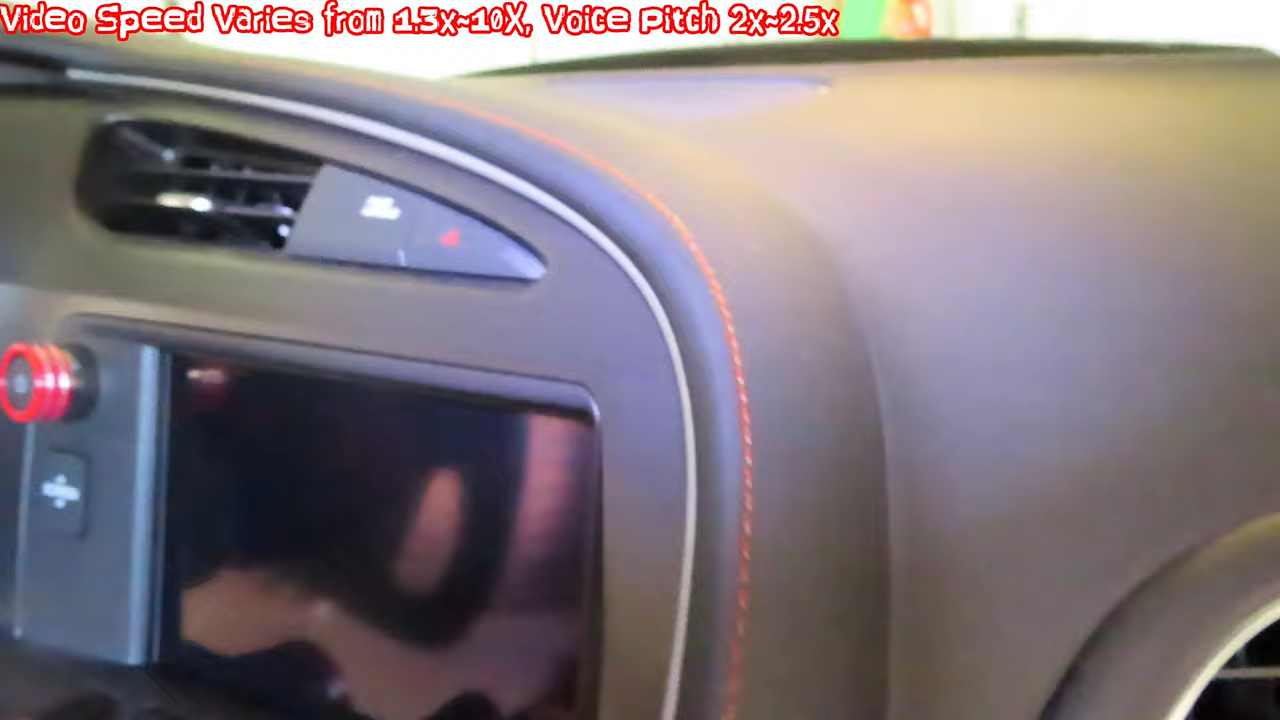 Video Speed Varies from 1.3x~10X, Voice Pitch 2x~2.5x